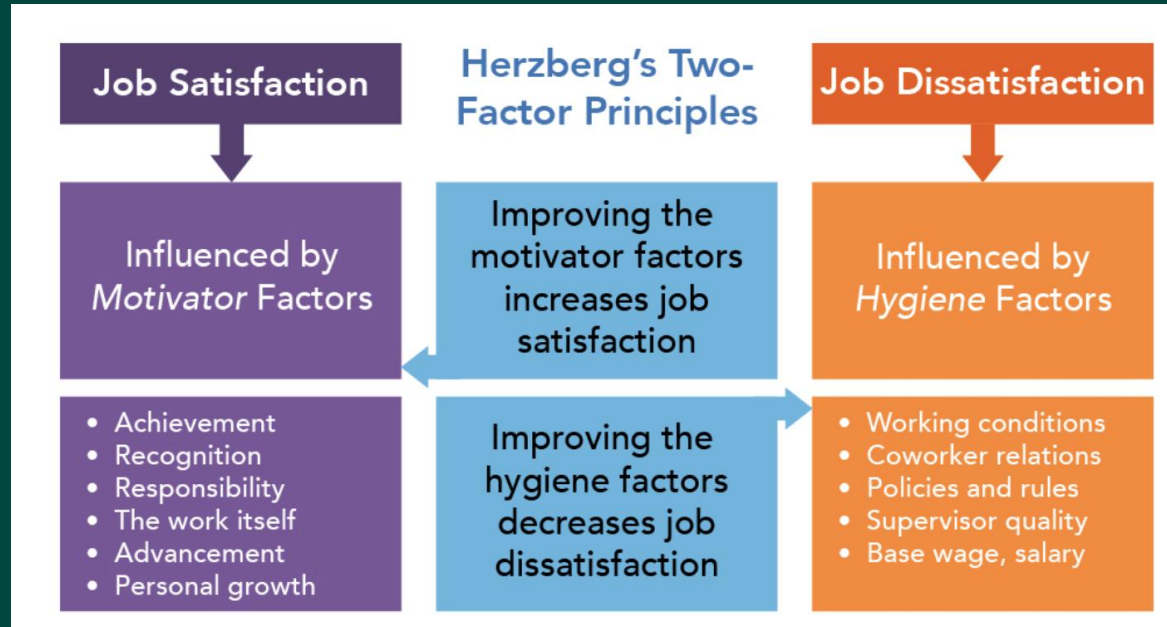 Job Satisfaction
Herzberg's Two-
Factor Principles
Job Dissatisfaction
Influenced by
Motivator Factors
Improving the
motivator factors
increases job
satisfaction
Influenced by
Hygiene Factors
• Achievement
• Recognition
• Responsibility
• The work itself
• Advancement
• Personal growth
Improving the
hygiene factors
decreases job
dissatisfaction
• Working conditions
• Coworker relations
• Policies and rules
• Supervisor quality
• Base wage, salary